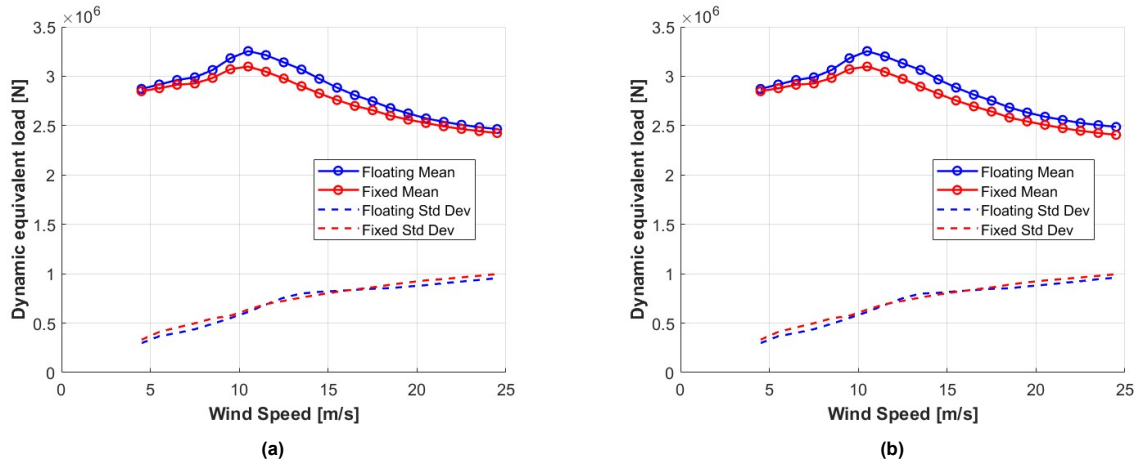 ×10⁶
3.5
3
2.5
2
1.5
1
0.5
0
Dynamic equivalent load [N]
Floating Mean
Fixed Mean
Floating Std Dev
Fixed Std Dev
0 5 10 15 20 25
Wind Speed [m/s]
(a)
×10⁶
3.5
3
2.5
2
1.5
1
0.5
0
Dynamic equivalent load [N]
Floating Mean
Fixed Mean
Floating Std Dev
Fixed Std Dev
0 5 10 15 20 25
Wind Speed [m/s]
(b)